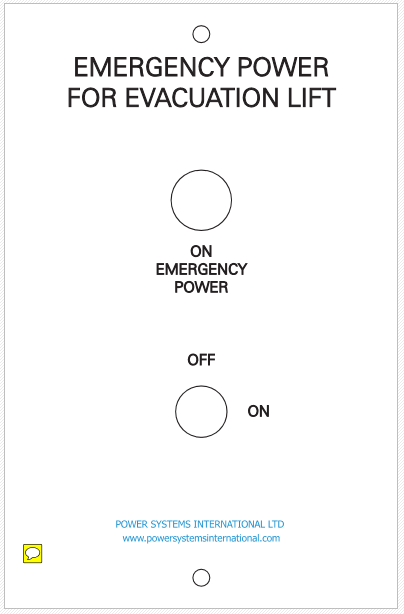 EMERGENCY POWER
FOR EVACUATION LIFT
ON
EMERGENCY
POWER
OFF
ON
POWER SYSTEMS INTERNATIONAL LTD
www.powersystemsinternational.com